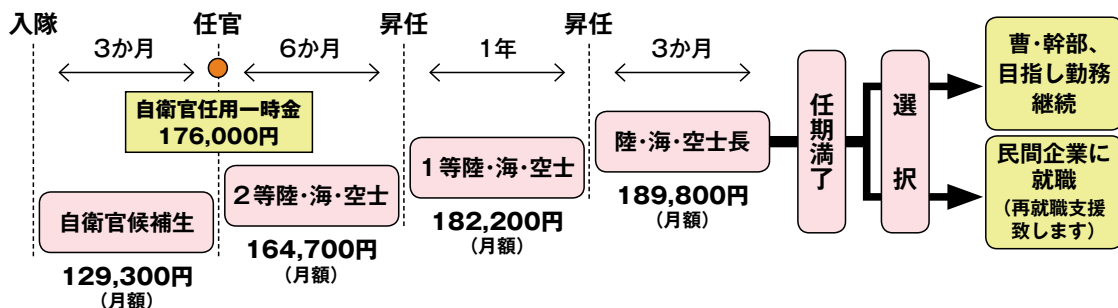 入隊
任官
昇任
昇任
3か月
6か月
1年
3か月
自衛官任用一時金
176,000円
自衛官候補生
129,300円
(月額)
2等陸・海・空士
164,700円
(月額)
1等陸・海・空士
182,200円
(月額)
陸・海・空士長
189,800円
(月額)
任期満了
選択
曹・幹部、
目指し勤務
継続
民間企業に
就職
(再就職支援
致します)